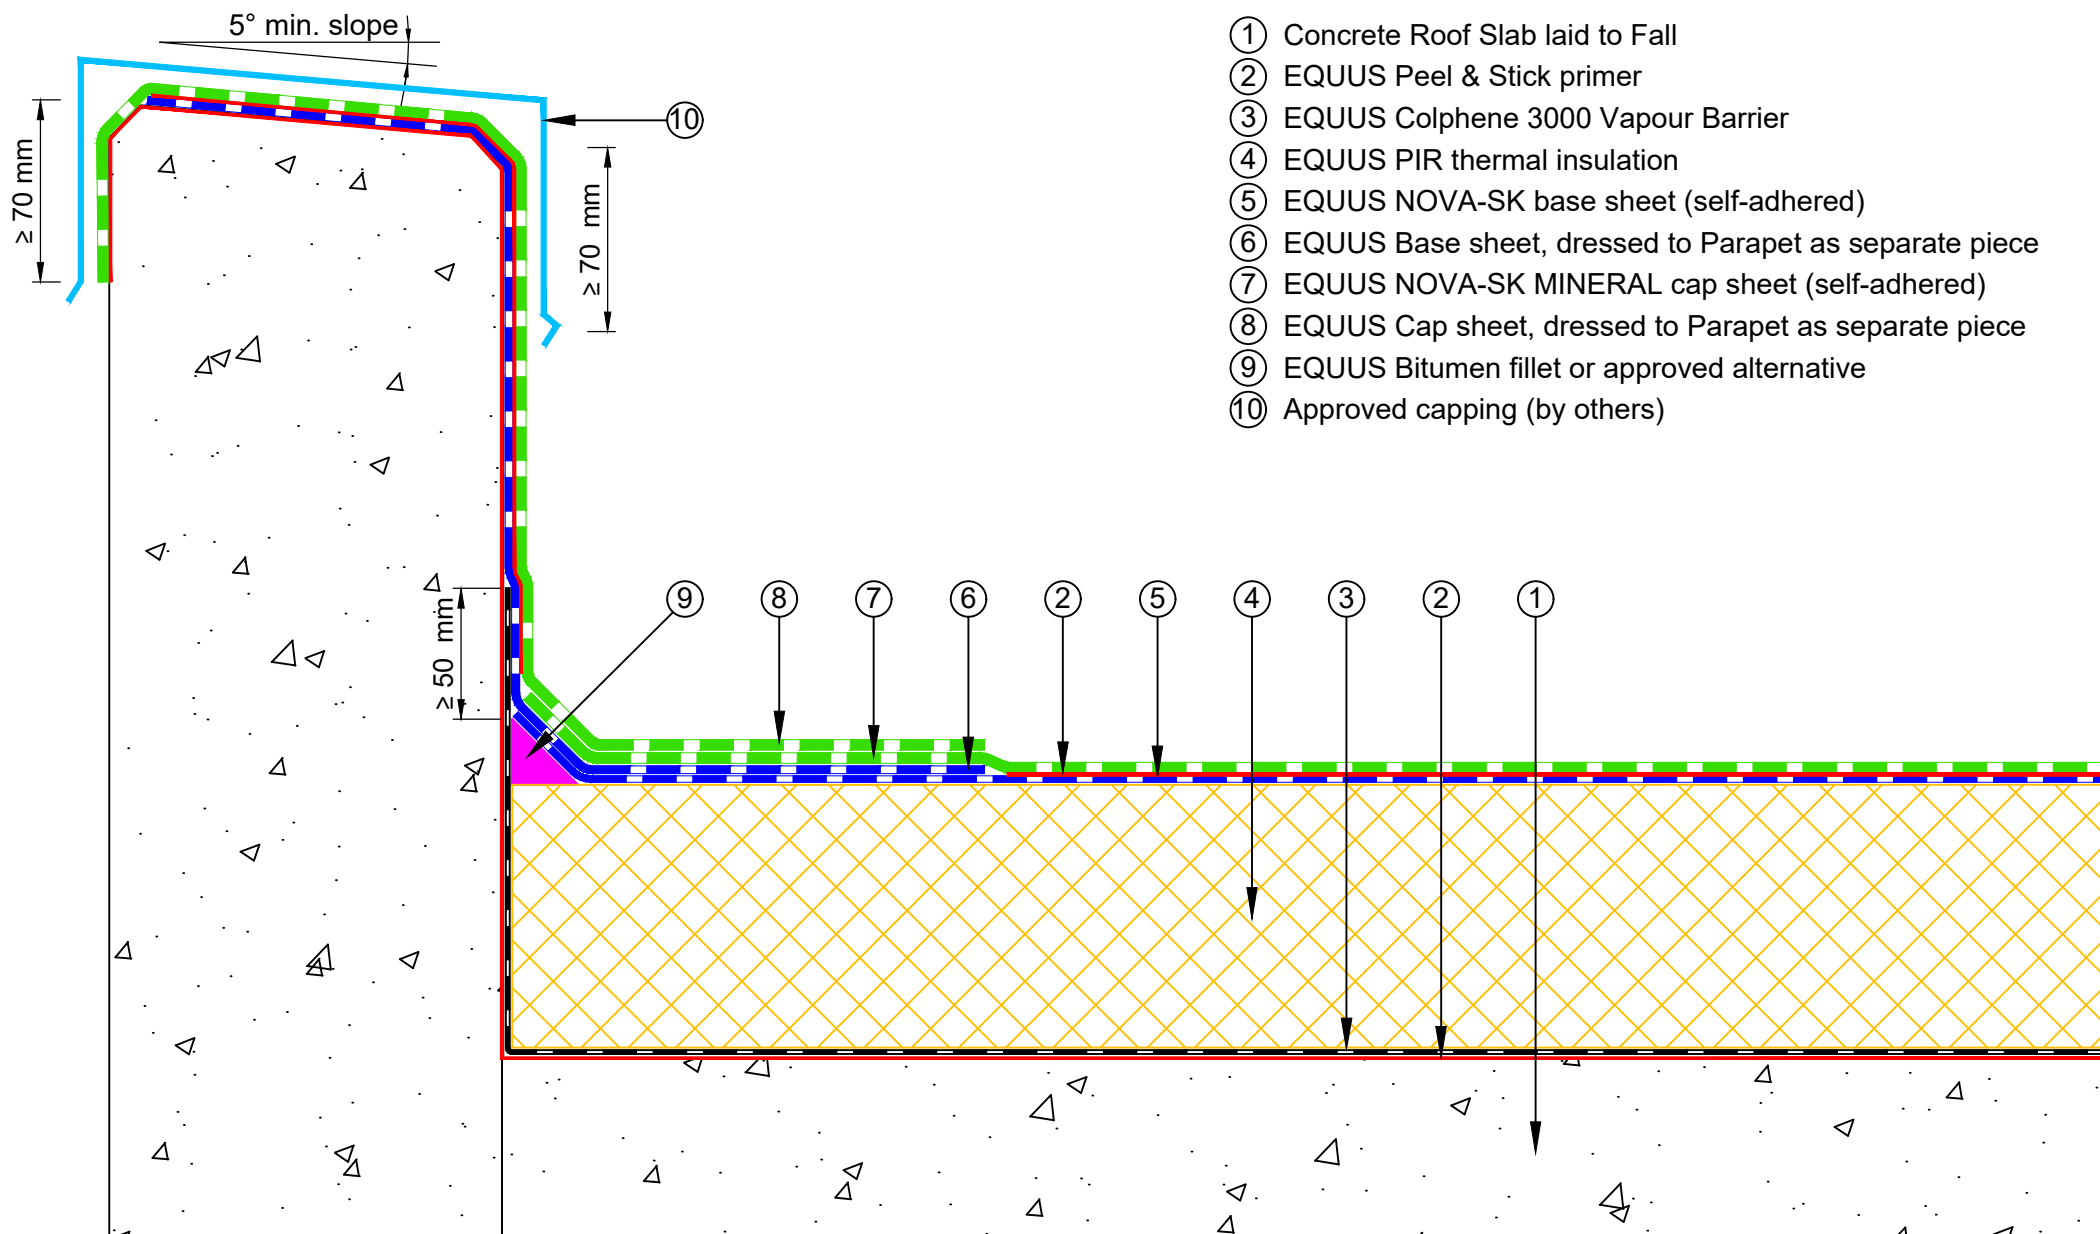 5° min. slope
① Concrete Roof Slab laid to Fall
② EQUUS Peel & Stick primer
③ EQUUS Colphene 3000 Vapour Barrier
④ EQUUS PIR thermal insulation
⑤ EQUUS NOVA-SK base sheet (self-adhered)
⑥ EQUUS Base sheet, dressed to Parapet as separate piece
⑦ EQUUS NOVA-SK MINERAL cap sheet (self-adhered)
⑧ EQUUS Cap sheet, dressed to Parapet as separate piece
⑨ EQUUS Bitumen fillet or approved alternative
⑩ Approved capping (by others)
⑩
≥ 70 mm
≥ 70 mm
≥ 50 mm
⑨ ⑧ ⑦ ⑥ ② ⑤ ④ ③ ② ①